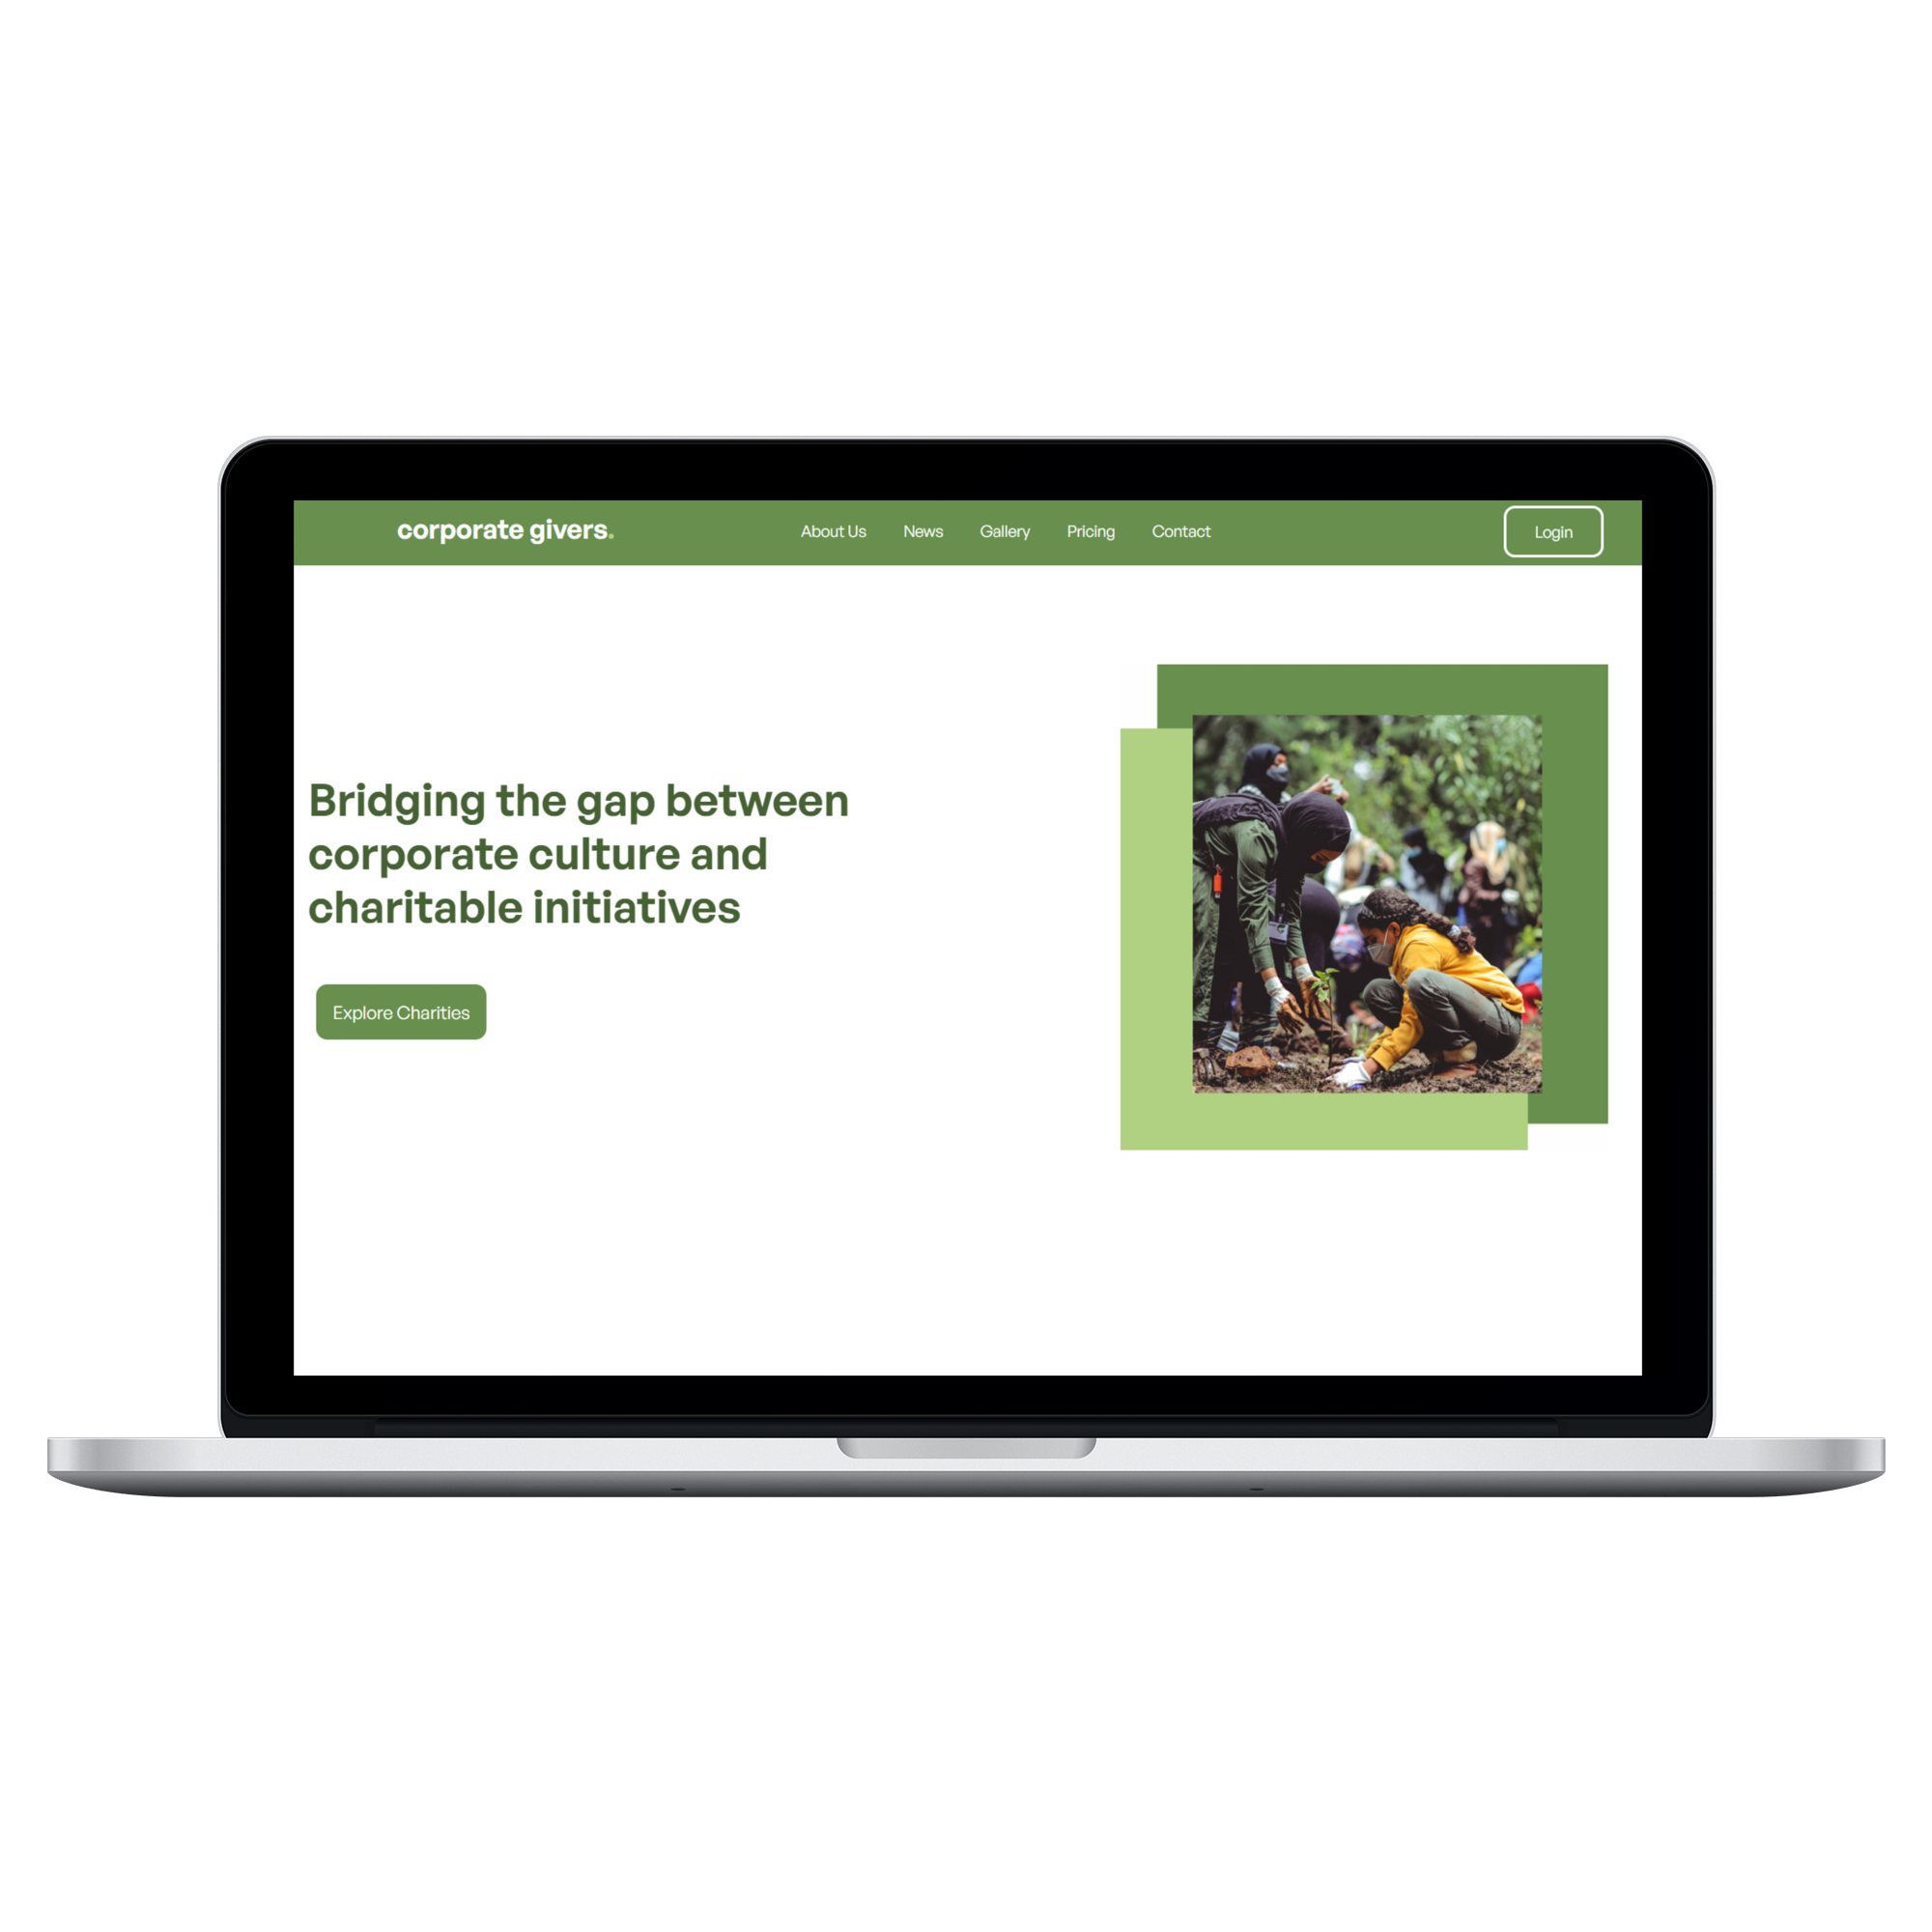 corporate givers.
About Us
News
Gallery
Pricing
Contact
Login
Bridging the gap between
corporate culture and
charitable initiatives
Explore Charities